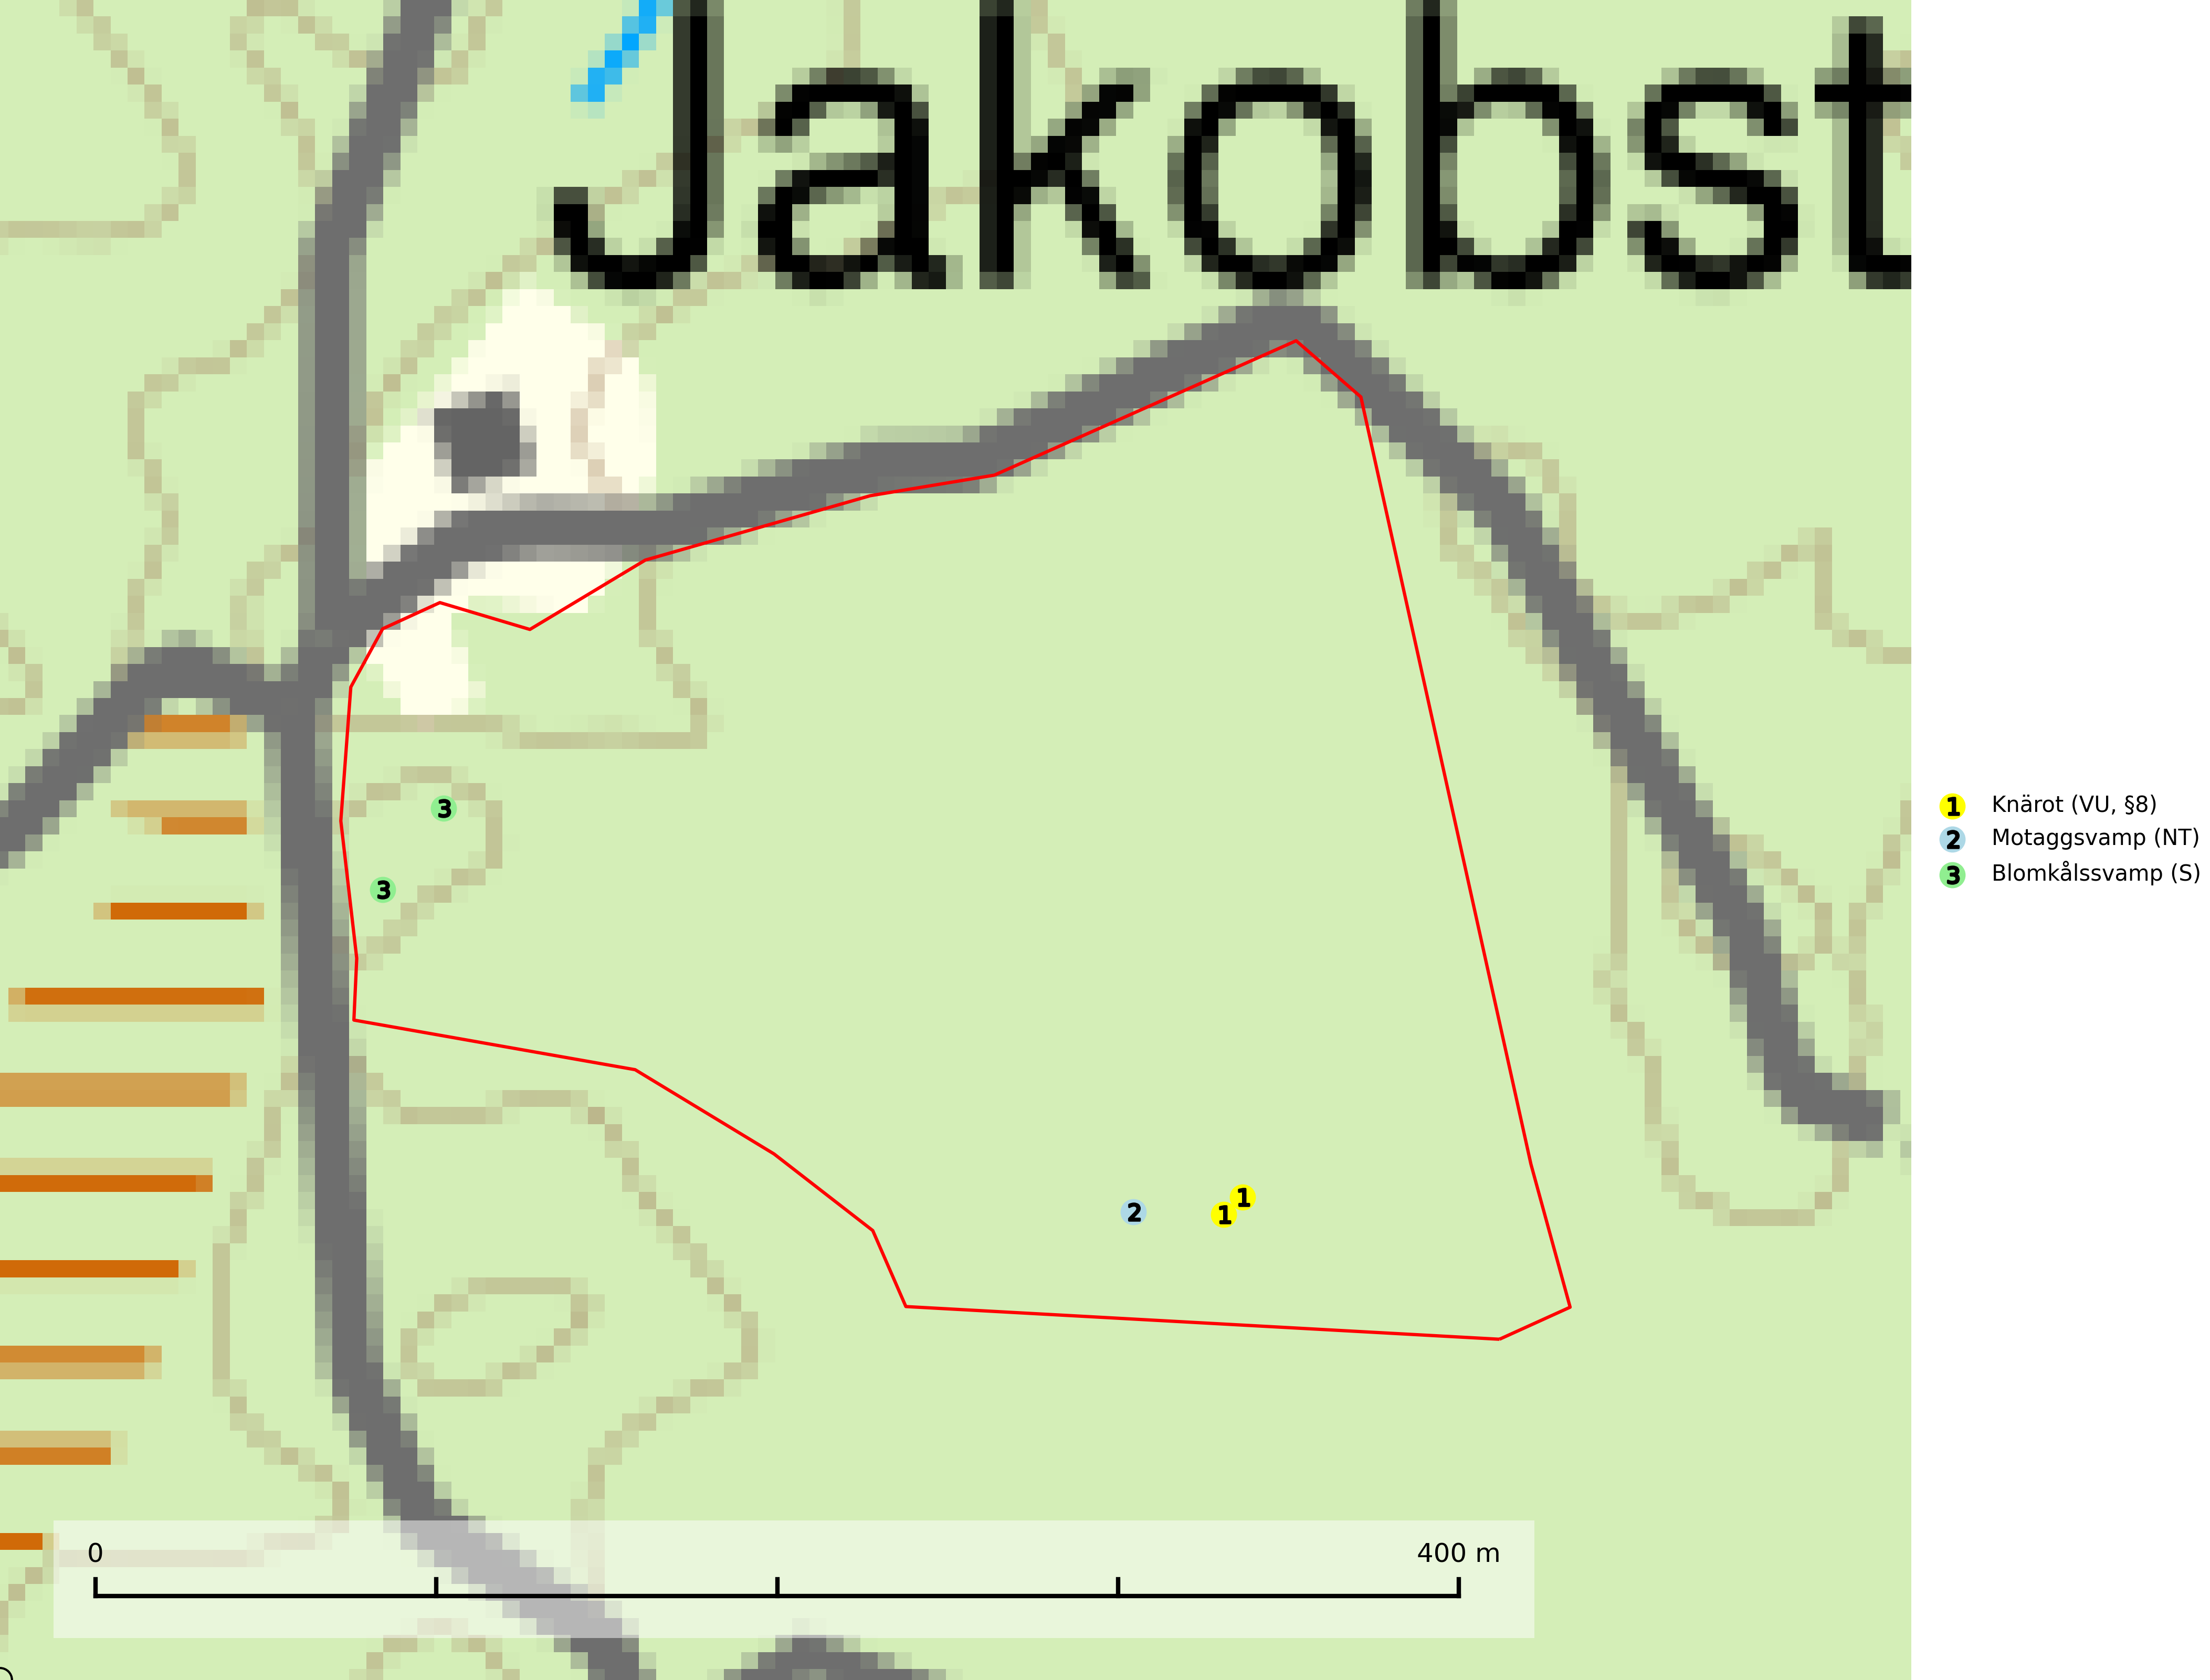 Jakobst
3
3
1
2
1
1 Knärot (VU, §8)
2 Motaggsvamp (NT)
3 Blomkålssvamp (S)
0 400 m